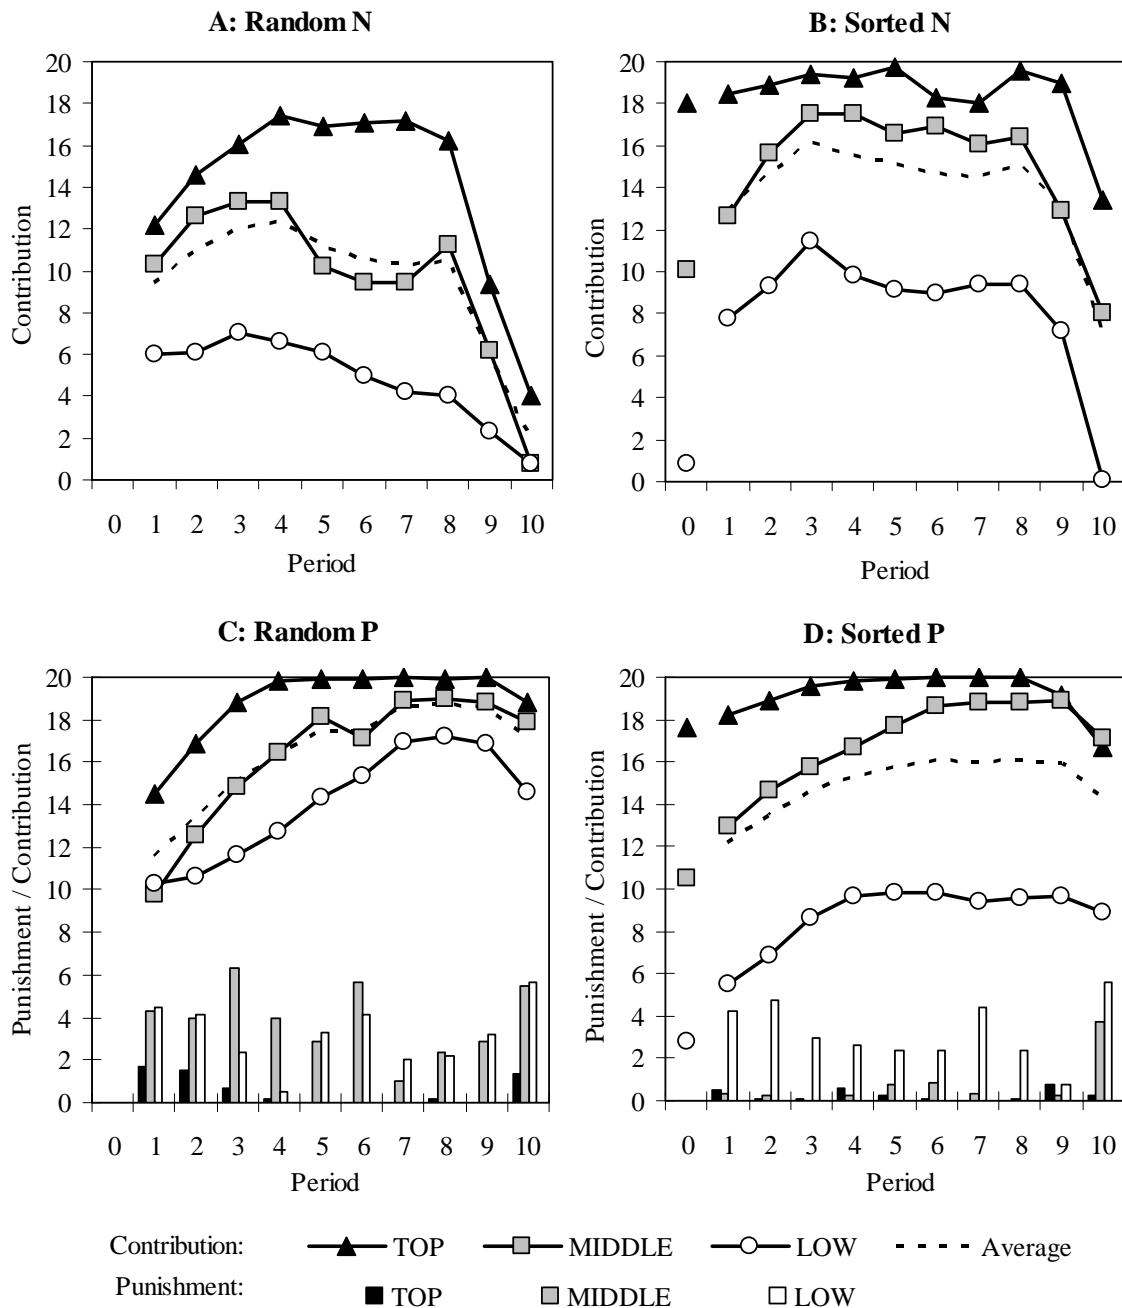 A: Random N
20
18
16
14
12
10
8
6
4
2
0
Contribution
0 1 2 3 4 5 6 7 8 9 10
Period
B: Sorted N
20
18
16
14
12
10
8
6
4
2
0
Contribution
0 1 2 3 4 5 6 7 8 9 10
Period
C: Random P
20
18
16
14
12
10
8
6
4
2
0
Punishment / Contribution
0 1 2 3 4 5 6 7 8 9 10
Period
D: Sorted P
20
18
16
14
12
10
8
6
4
2
0
Punishment / Contribution
0 1 2 3 4 5 6 7 8 9 10
Period
Contribution: TOP MIDDLE LOW Average
Punishment: TOP MIDDLE LOW